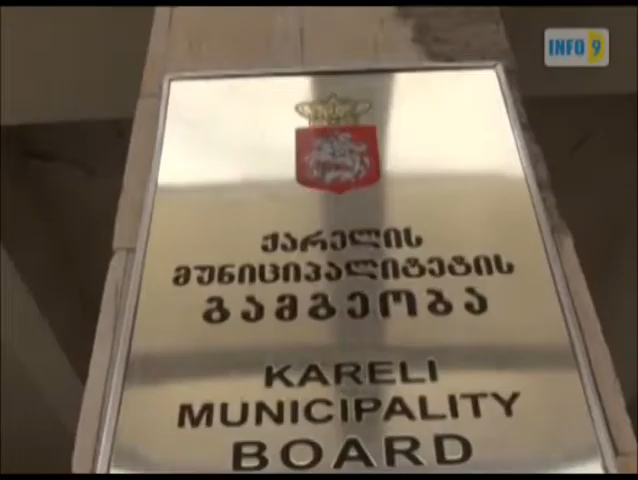 INFO 9
ქარელის
მუნიციპალიტეტის
გამგეობა
KARELI
MUNICIPALITY
BOARD